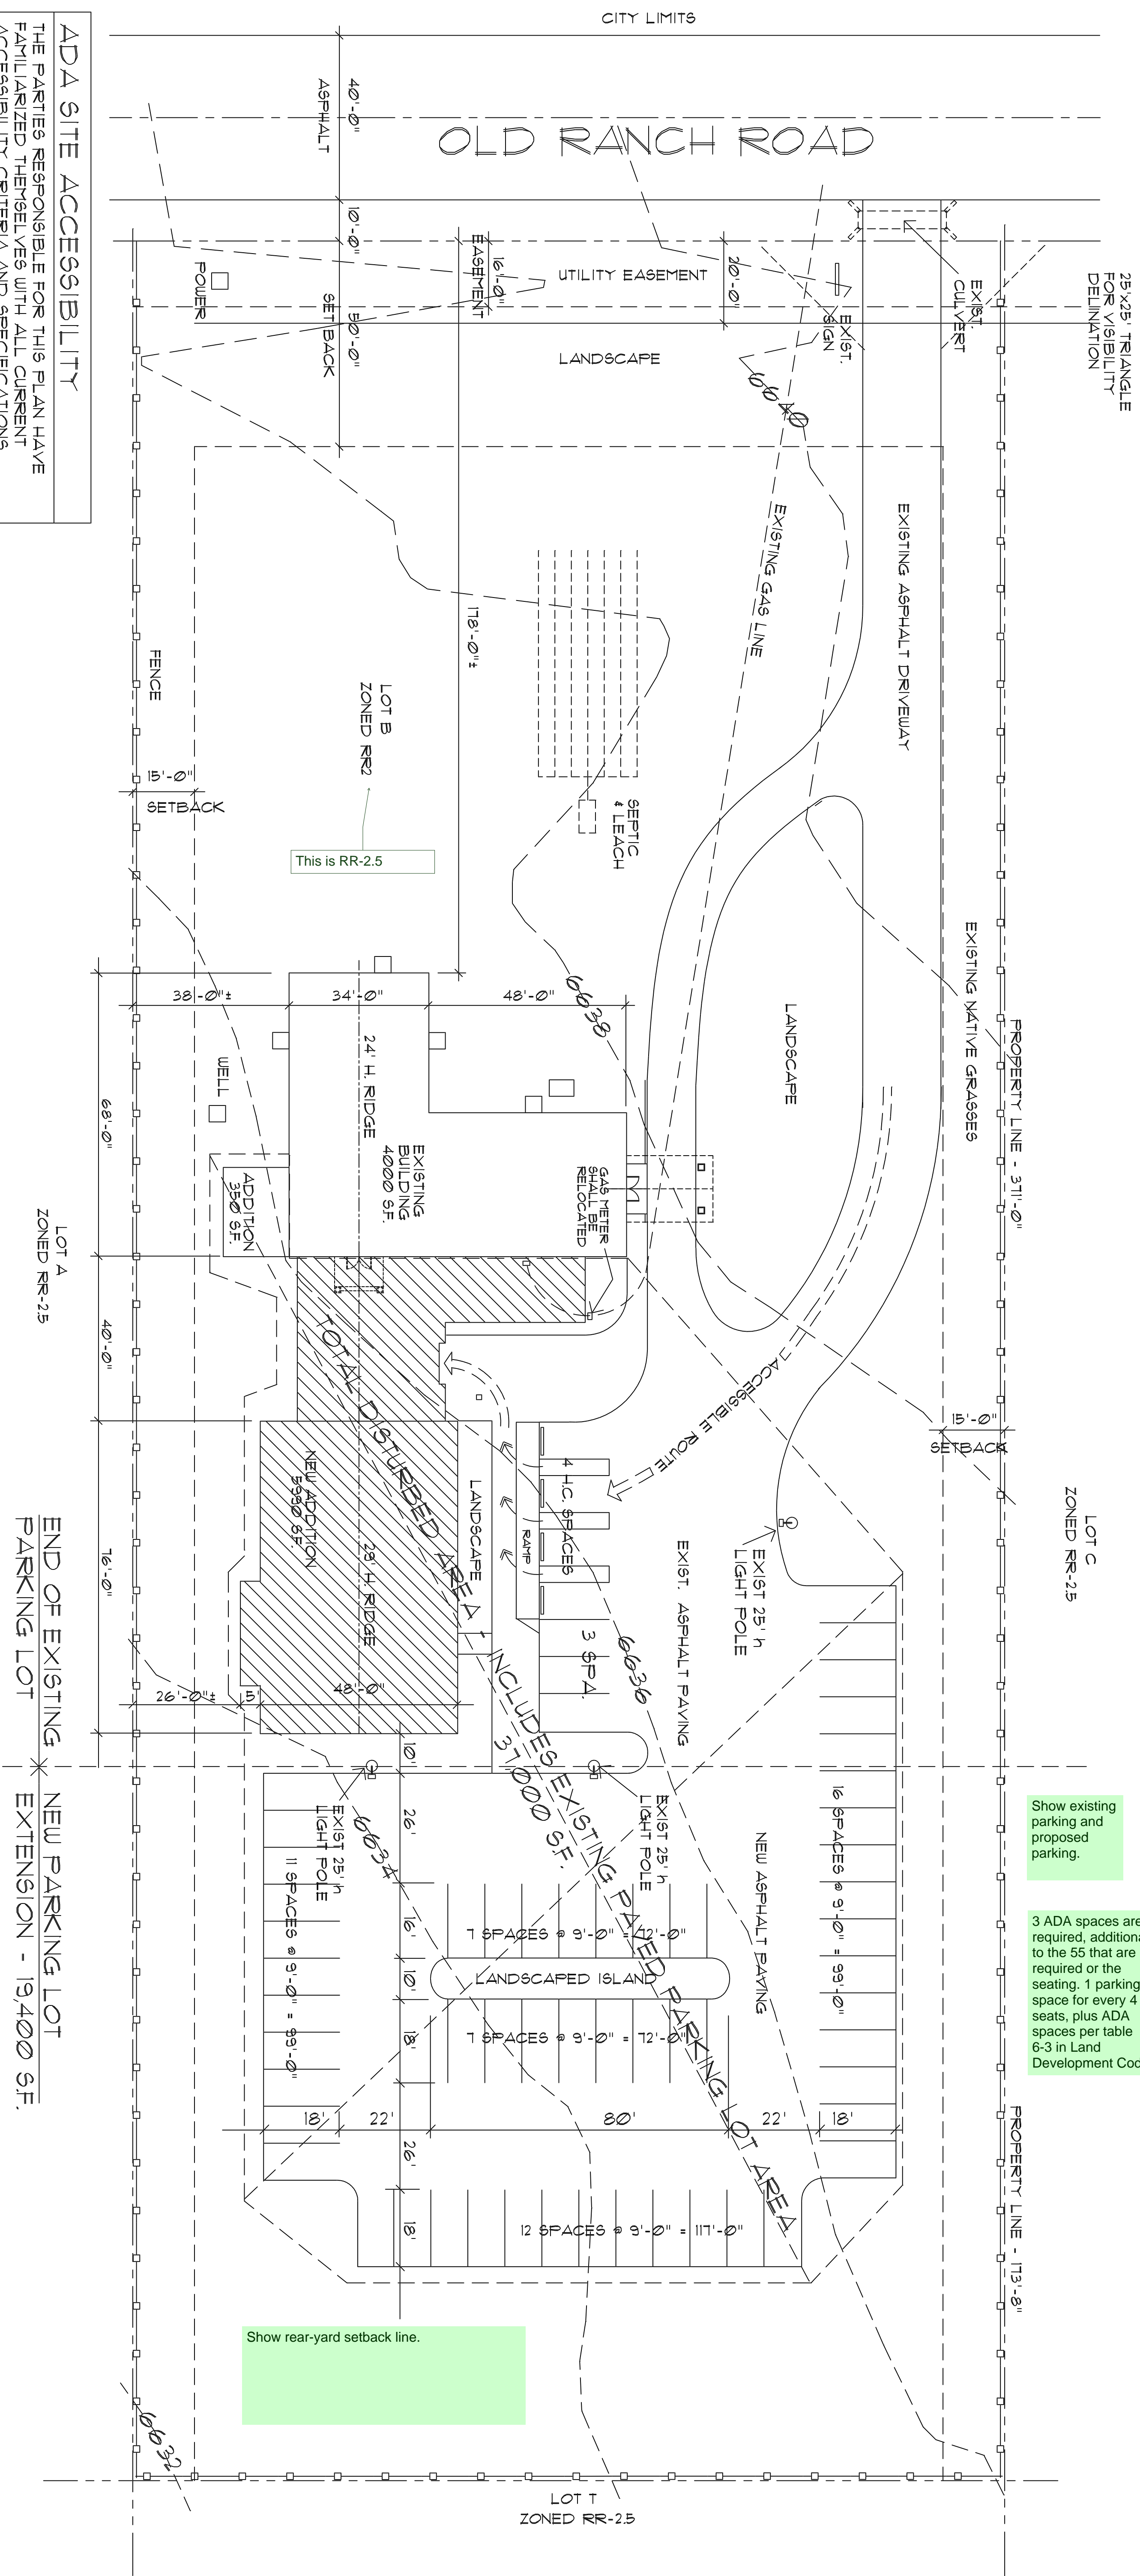 CITY LIMITS
40'-0"
ASPHALT
OLD RANCH ROAD
ADA SITE ACCESSIBILITY
THE PARTIES RESPONSIBLE FOR THIS PLAN HAVE
FAMILIARIZED THEMSELVES WITH ALL CURRENT
ACCESSIBILITY CRITERIA AND SPECIFICATIONS
10'-0"
EASEMENT
16'-0"
UTILITY EASEMENT
20'-0"
POWER
50'-0"
SET BACK
EXIST.
SIGN
EXIST.
CULVERT
25'x25' TRIANGLE
FOR VISIBILITY
DELINATION
LANDSCAPE
6640
EXISTING GAS LINE
EXISTING ASPHALT DRIVEWAY
178'-0"±
FENCE
LOT B
ZONED RR2
15'-0"
SETBACK
This is RR-2.5
SEPTIC
& LEACH
EXISTING NATIVE GRASSES
38'-0"±
34'-0"
48'-0"
6638
LANDSCAPE
PROPERTY LINE - 371'-0"
24' H. RIDGE
WELL
68'-0"
EXISTING
BUILDING
4000 S.F.
GAS METER
SHALL BE
RELOCATED
ADDITION
350 S.F.
LOT A
ZONED RR-2.5
40'-0"
ACCESSIBLE ROUTE
15'-0"
SETBACK
TOTAL DISTURBED AREA - INCLUDES EXISTING PAVED PARKING LOT AREA
37,000 S.F.
NEW ADDITION
5990 S.F.
29' H. RIDGE
LANDSCAPE
RAMP
4 H.C. SPACES
3 SPA.
6636
EXIST. ASPHALT PAVING
EXIST 25' h
LIGHT POLE
LOT C
ZONED RR-2.5
76'-0"
26'-0"±
5'
48'-0"
10'
END OF EXISTING
PARKING LOT
NEW PARKING LOT
EXTENSION - 19,400 S.F.
EXIST 25' h
LIGHT POLE
6634
26'
EXIST 25' h
LIGHT POLE
NEW ASPHALT PAVING
16 SPACES @ 9'-0" = 99'-0"
11 SPACES @ 9'-0" = 99'-0"
16'
7 SPACES @ 9'-0" = 72'-0"
10'
LANDSCAPED ISLAND
18'
7 SPACES @ 9'-0" = 72'-0"
Show existing
parking and
proposed
parking.
3 ADA spaces are
required, additiona
to the 55 that are
required or the
seating. 1 parking
space for every 4
seats, plus ADA
spaces per table
6-3 in Land
Development Cod
18'
22'
80'
22'
18'
26'
18'
12 SPACES @ 9'-0" = 117'-0"
PROPERTY LINE - 173'-8"
Show rear-yard setback line.
6632
LOT T
ZONED RR-2.5